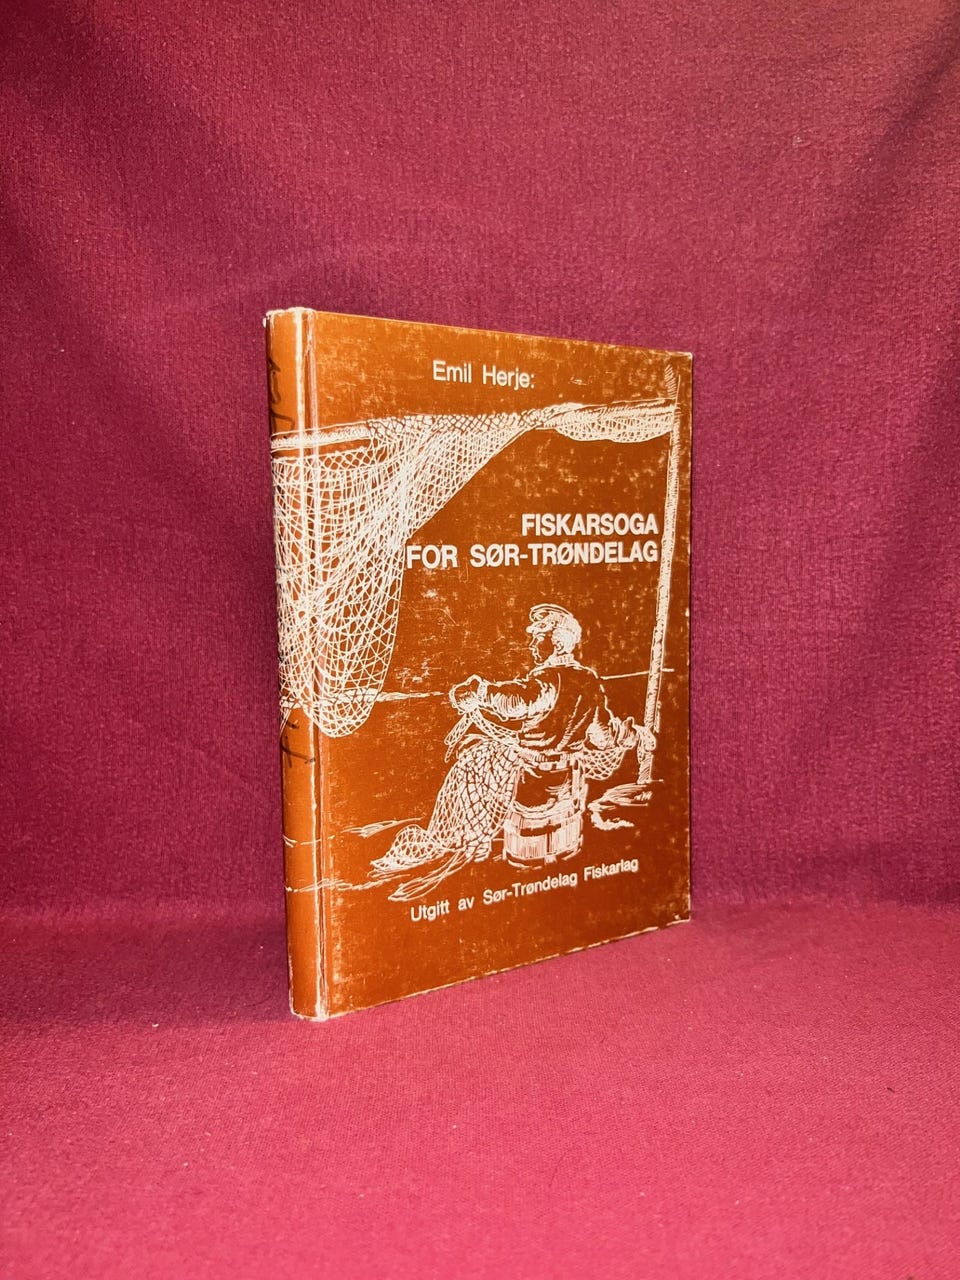 Emil Herje:
FISKARSOGA
FOR SØR-TRØNDELAG
Utgitt av Sør-Trøndelag Fiskarlag